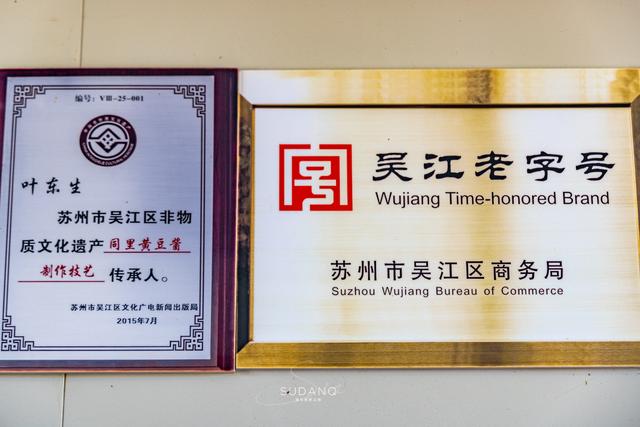 编号：VⅢ-25-001
叶东生
苏州市吴江区非物
质文化遗产同里黄豆酱
制作技艺 传承人。
苏州市吴江区文化广电新闻出版局
2015年7月
吴江老字号
Wujiang Time-honored Brand
苏州市吴江区商务局
Suzhou Wujiang Bureau of Commerce
SUDANQ